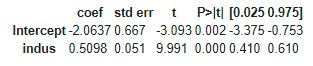 coef std err t P>|t| [0.025 0.975]
Intercept -2.0637 0.667 -3.093 0.002 -3.375 -0.753
indus 0.5098 0.051 9.991 0.000 0.410 0.610